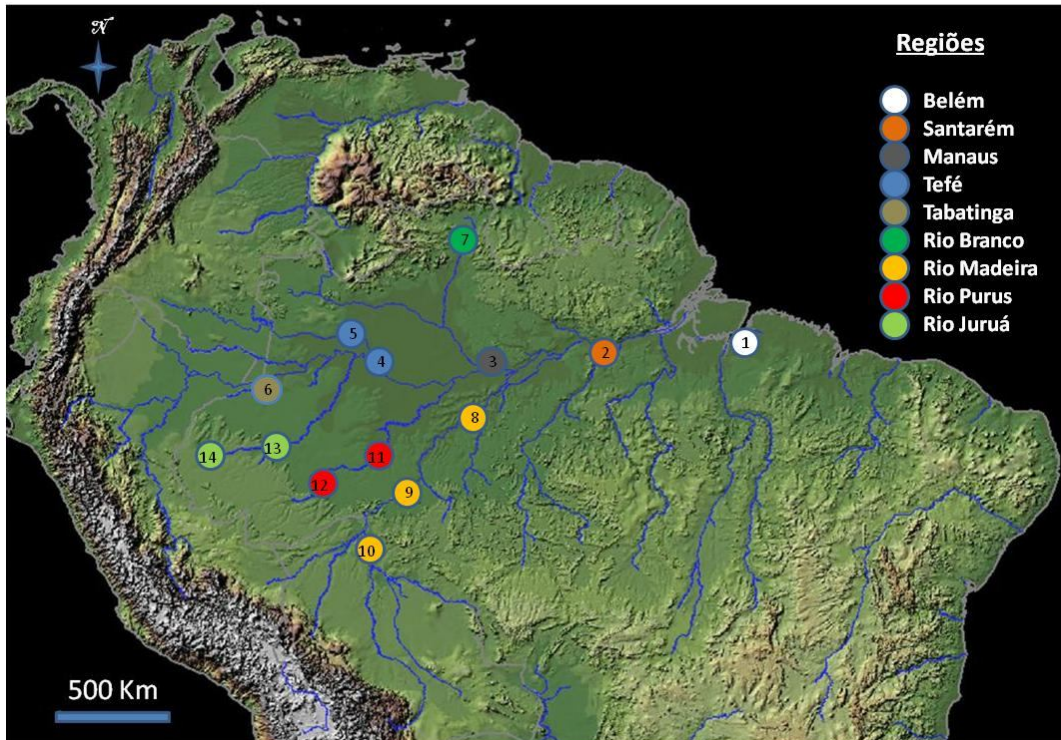 N
Regiões
Belém
Santarém
Manaus
Tefé
Tabatinga
Rio Branco
Rio Madeira
Rio Purus
Rio Juruá
7
5
1
2
4
3
6
8
13
14
11
12
9
10
500 Km